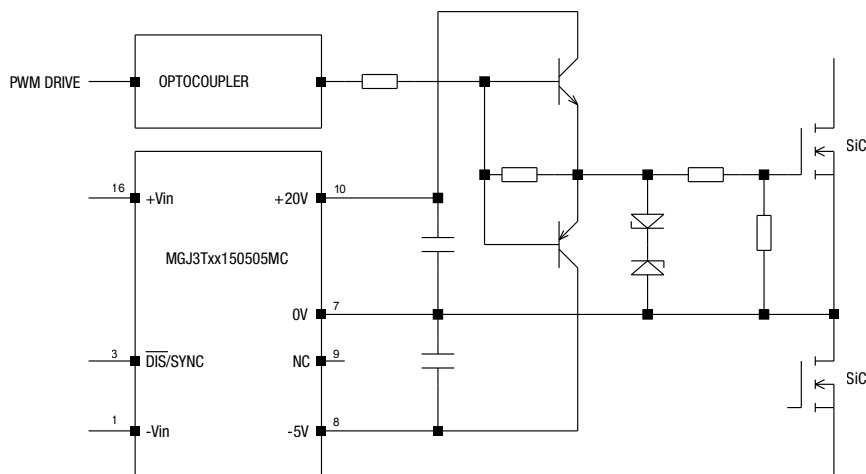 PWM DRIVE
OPTOCOUPLER
SiC
16
+Vin
+20V
10
MGJ3Txx150505MC
0V
7
3
DIS/SYNC
NC
9
SiC
1
-Vin
-5V
8